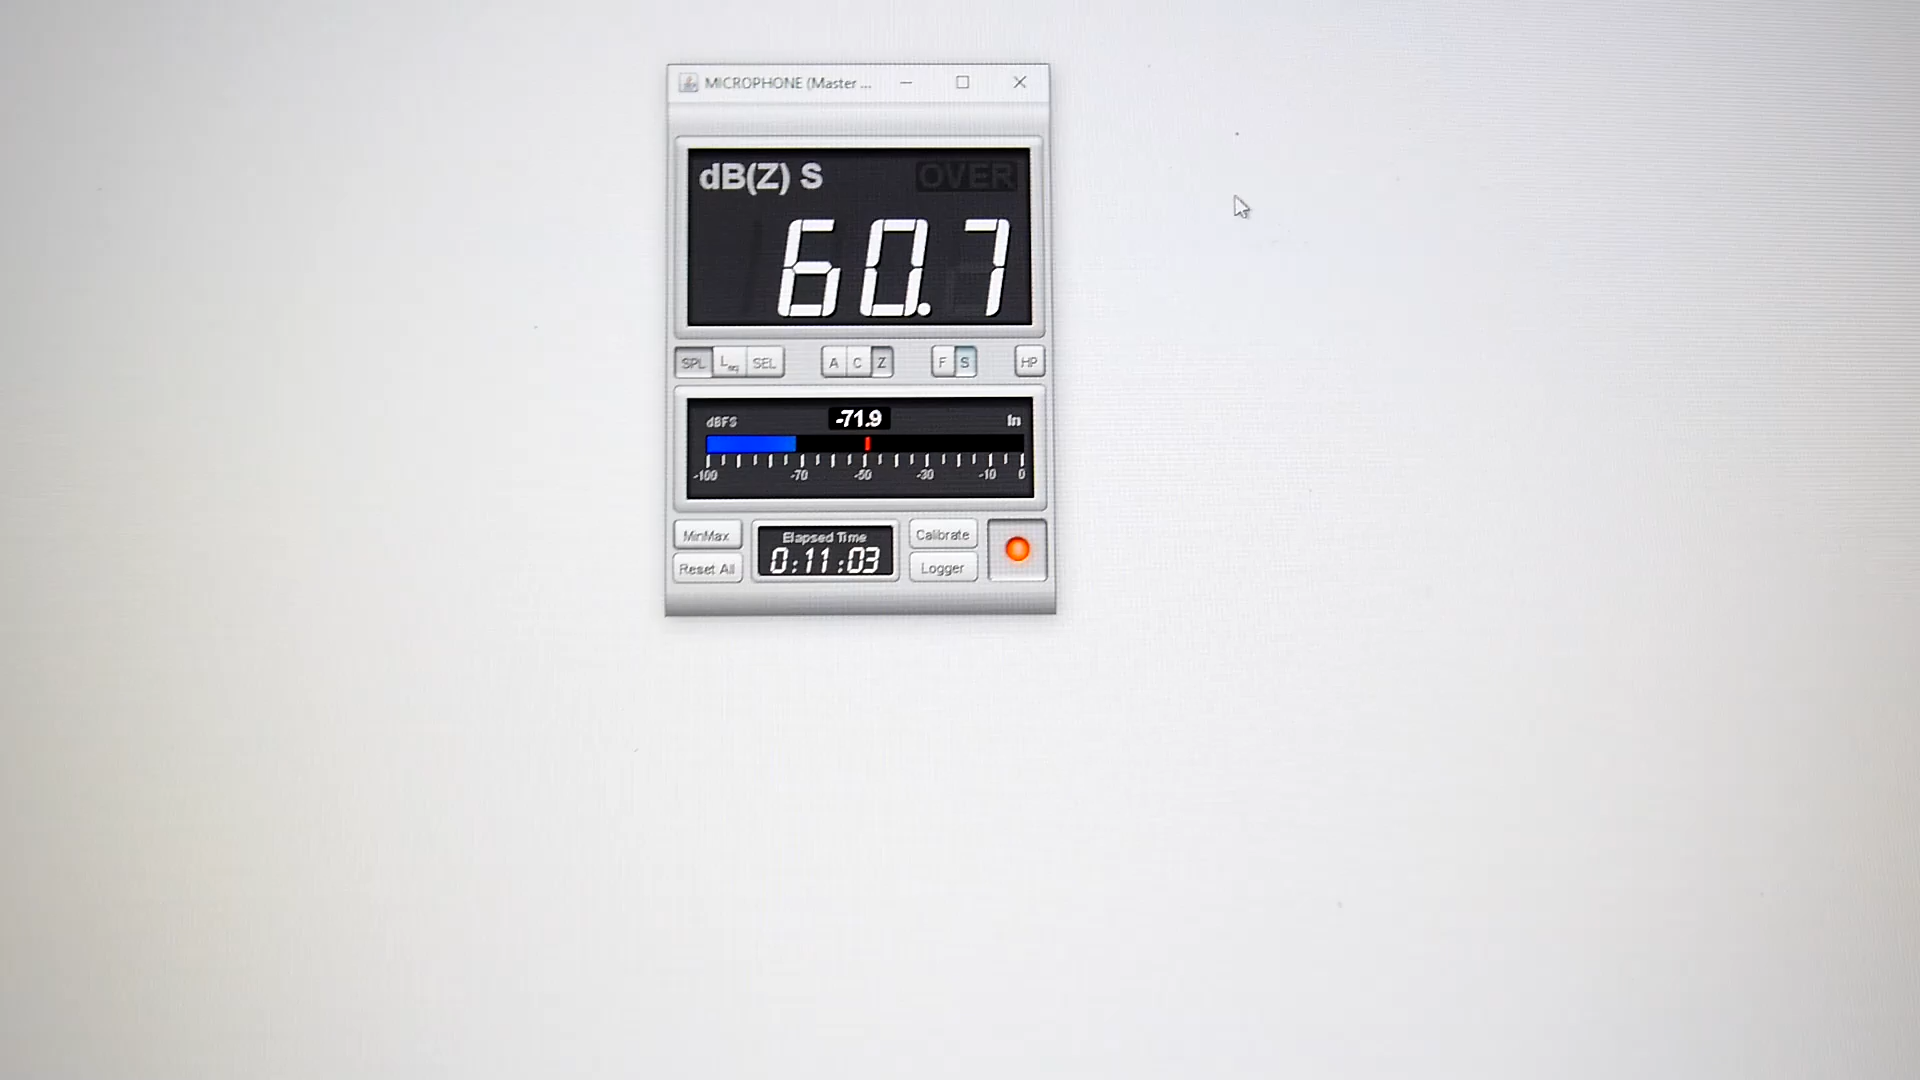 MICROPHONE (Master ...
dB(Z) S OVER
60.7
SPL Leq SEL A C Z F S HP
dBFS -71.9 In
-100 -70 -50 -30 -10 0
MinMax Elapsed Time Calibrate
Reset All 0:11:03 Logger